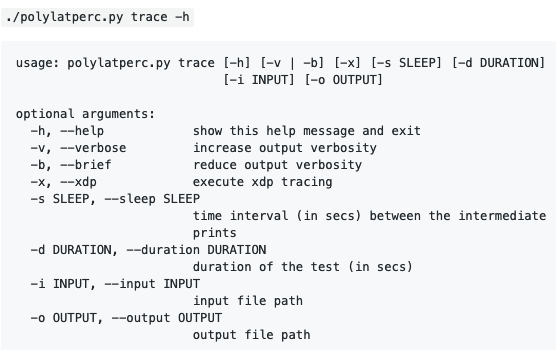 ./polylatperc.py trace -h
usage: polylatperc.py trace [-h] [-v | -b] [-x] [-s SLEEP] [-d DURATION]
[-i INPUT] [-o OUTPUT]
optional arguments:
-h, --help show this help message and exit
-v, --verbose increase output verbosity
-b, --brief reduce output verbosity
-x, --xdp execute xdp tracing
-s SLEEP, --sleep SLEEP
time interval (in secs) between the intermediate
prints
-d DURATION, --duration DURATION
duration of the test (in secs)
-i INPUT, --input INPUT
input file path
-o OUTPUT, --output OUTPUT
output file path